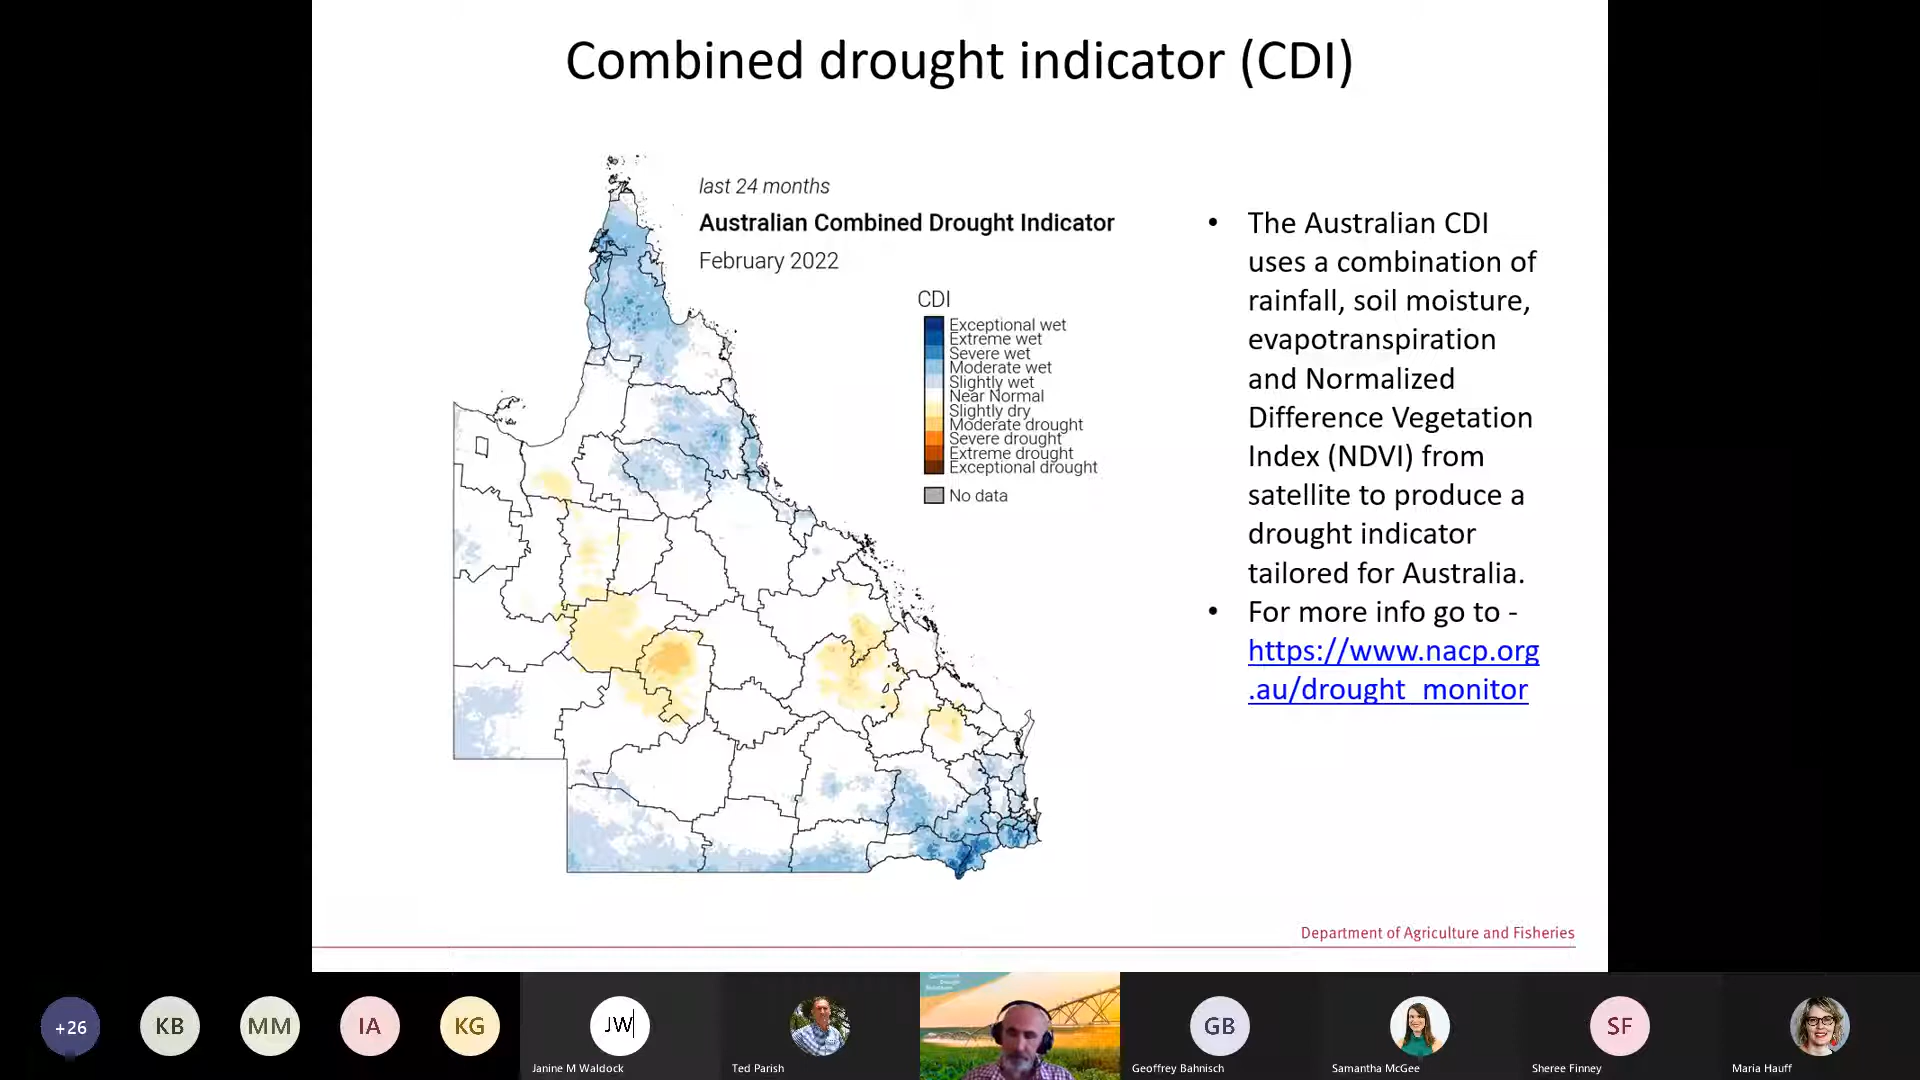 Combined drought indicator (CDI)
last 24 months
Australian Combined Drought Indicator
February 2022
CDI
Exceptional wet
Extreme wet
Severe wet
Moderate wet
Slightly wet
Near Normal
Slightly dry
Moderate drought
Severe drought
Extreme drought
Exceptional drought
No data
• The Australian CDI
uses a combination of
rainfall, soil moisture,
evapotranspiration
and Normalized
Difference Vegetation
Index (NDVI) from
satellite to produce a
drought indicator
tailored for Australia.
• For more info go to -
https://www.nacp.org
.au/drought_monitor
Department of Agriculture and Fisheries
+26
KB
MM
IA
KG
JW
GB
SF
Janine M Waldock
Ted Parish
Geoffrey Bahnisch
Samantha McGee
Sheree Finney
Maria Hauff